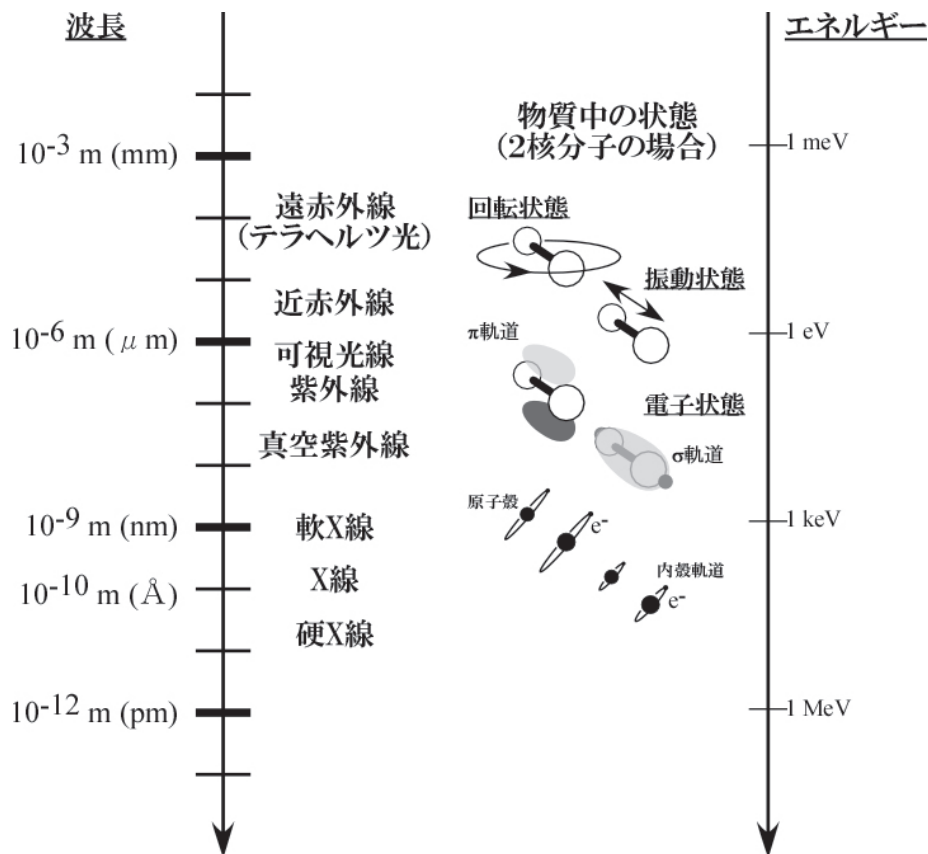 波長
エネルギー
物質中の状態
(2核分子の場合)
10-3 m (mm)
1 meV
遠赤外線
(テラヘルツ光)
回転状態
振動状態
近赤外線
10-6 m (μm)
1 eV
π軌道
可視光線
紫外線
電子状態
真空紫外線
σ軌道
原子殻
10-9 m (nm)
軟X線
e-
1 keV
X線
内殻軌道
10-10 m (Å)
e-
硬X線
10-12 m (pm)
1 MeV